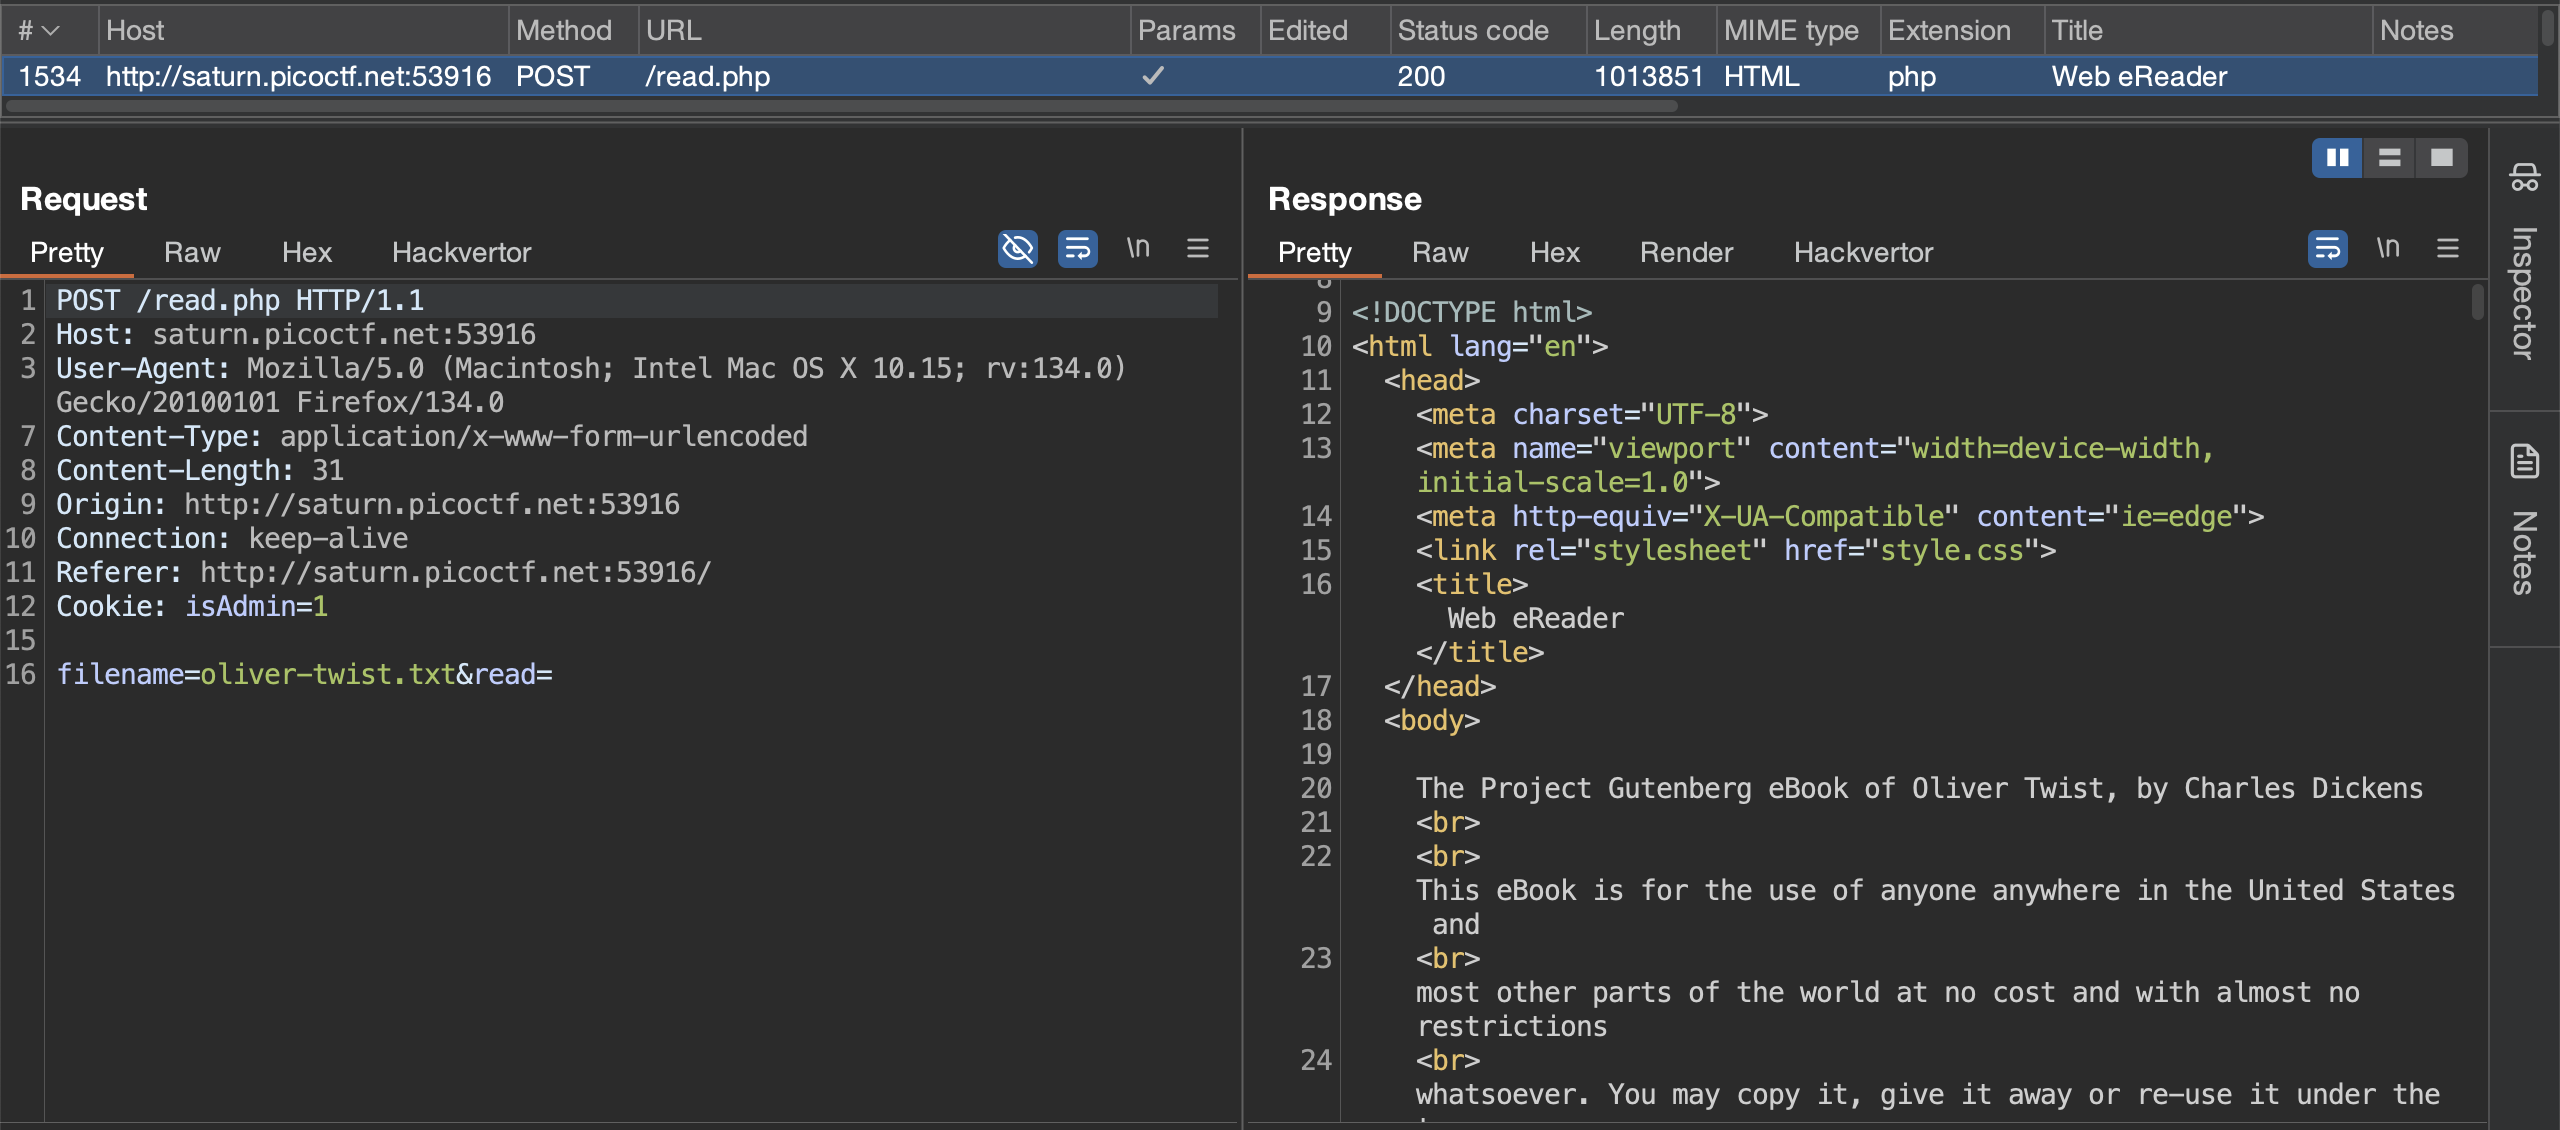 # Host Method URL Params Edited Status code Length MIME type Extension Title Notes
1534 http://saturn.picoctf.net:53916 POST /read.php ✓ 200 1013851 HTML php Web eReader
Request
Pretty Raw Hex Hackvertor \n
1 POST /read.php HTTP/1.1
2 Host: saturn.picoctf.net:53916
3 User-Agent: Mozilla/5.0 (Macintosh; Intel Mac OS X 10.15; rv:134.0)
Gecko/20100101 Firefox/134.0
7 Content-Type: application/x-www-form-urlencoded
8 Content-Length: 31
9 Origin: http://saturn.picoctf.net:53916
10 Connection: keep-alive
11 Referer: http://saturn.picoctf.net:53916/
12 Cookie: isAdmin=1
15
16 filename=oliver-twist.txt&read=
Response
Pretty Raw Hex Render Hackvertor \n
8
9 <!DOCTYPE html>
10 <html lang="en">
11 <head>
12 <meta charset="UTF-8">
13 <meta name="viewport" content="width=device-width,
initial-scale=1.0">
14 <meta http-equiv="X-UA-Compatible" content="ie=edge">
15 <link rel="stylesheet" href="style.css">
16 <title>
Web eReader
</title>
17 </head>
18 <body>
19
20 The Project Gutenberg eBook of Oliver Twist, by Charles Dickens
21 <br>
22 <br>
This eBook is for the use of anyone anywhere in the United States
and
23 <br>
most other parts of the world at no cost and with almost no
restrictions
24 <br>
whatsoever. You may copy it, give it away or re-use it under the
Inspector
Notes